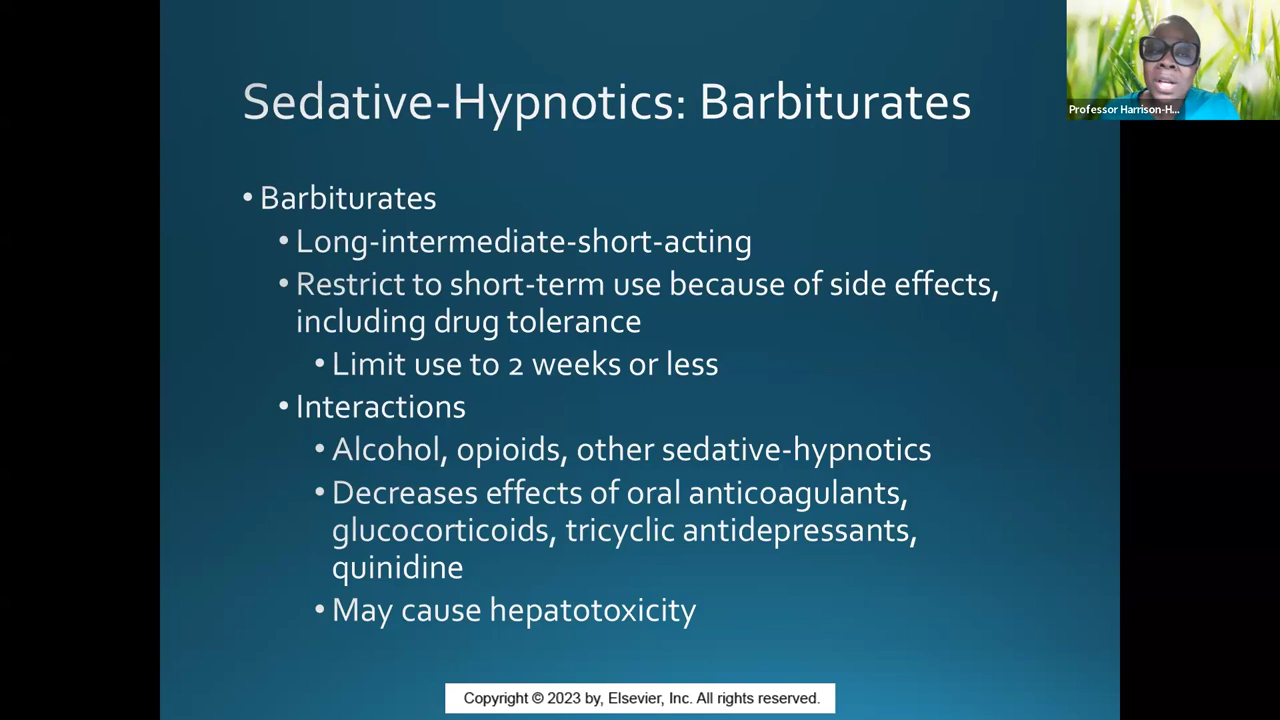 Sedative-Hypnotics: Barbiturates
Professor Harrison-H...
• Barbiturates
• Long-intermediate-short-acting
• Restrict to short-term use because of side effects,
including drug tolerance
• Limit use to 2 weeks or less
• Interactions
• Alcohol, opioids, other sedative-hypnotics
• Decreases effects of oral anticoagulants,
glucocorticoids, tricyclic antidepressants,
quinidine
• May cause hepatotoxicity
Copyright © 2023 by, Elsevier, Inc. All rights reserved.